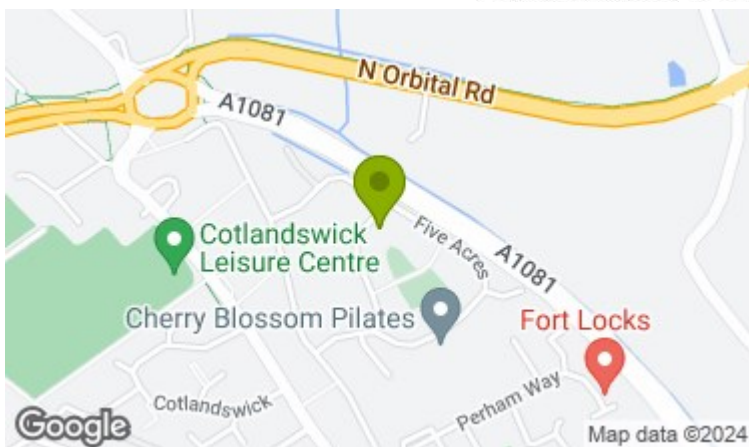 N Orbital Rd
A1081
Five Acres
A1081
Cotlandswick
Leisure Centre
Cherry Blossom Pilates
Fort Locks
Perham Way
Cotlandswick
Google
Map data ©2024